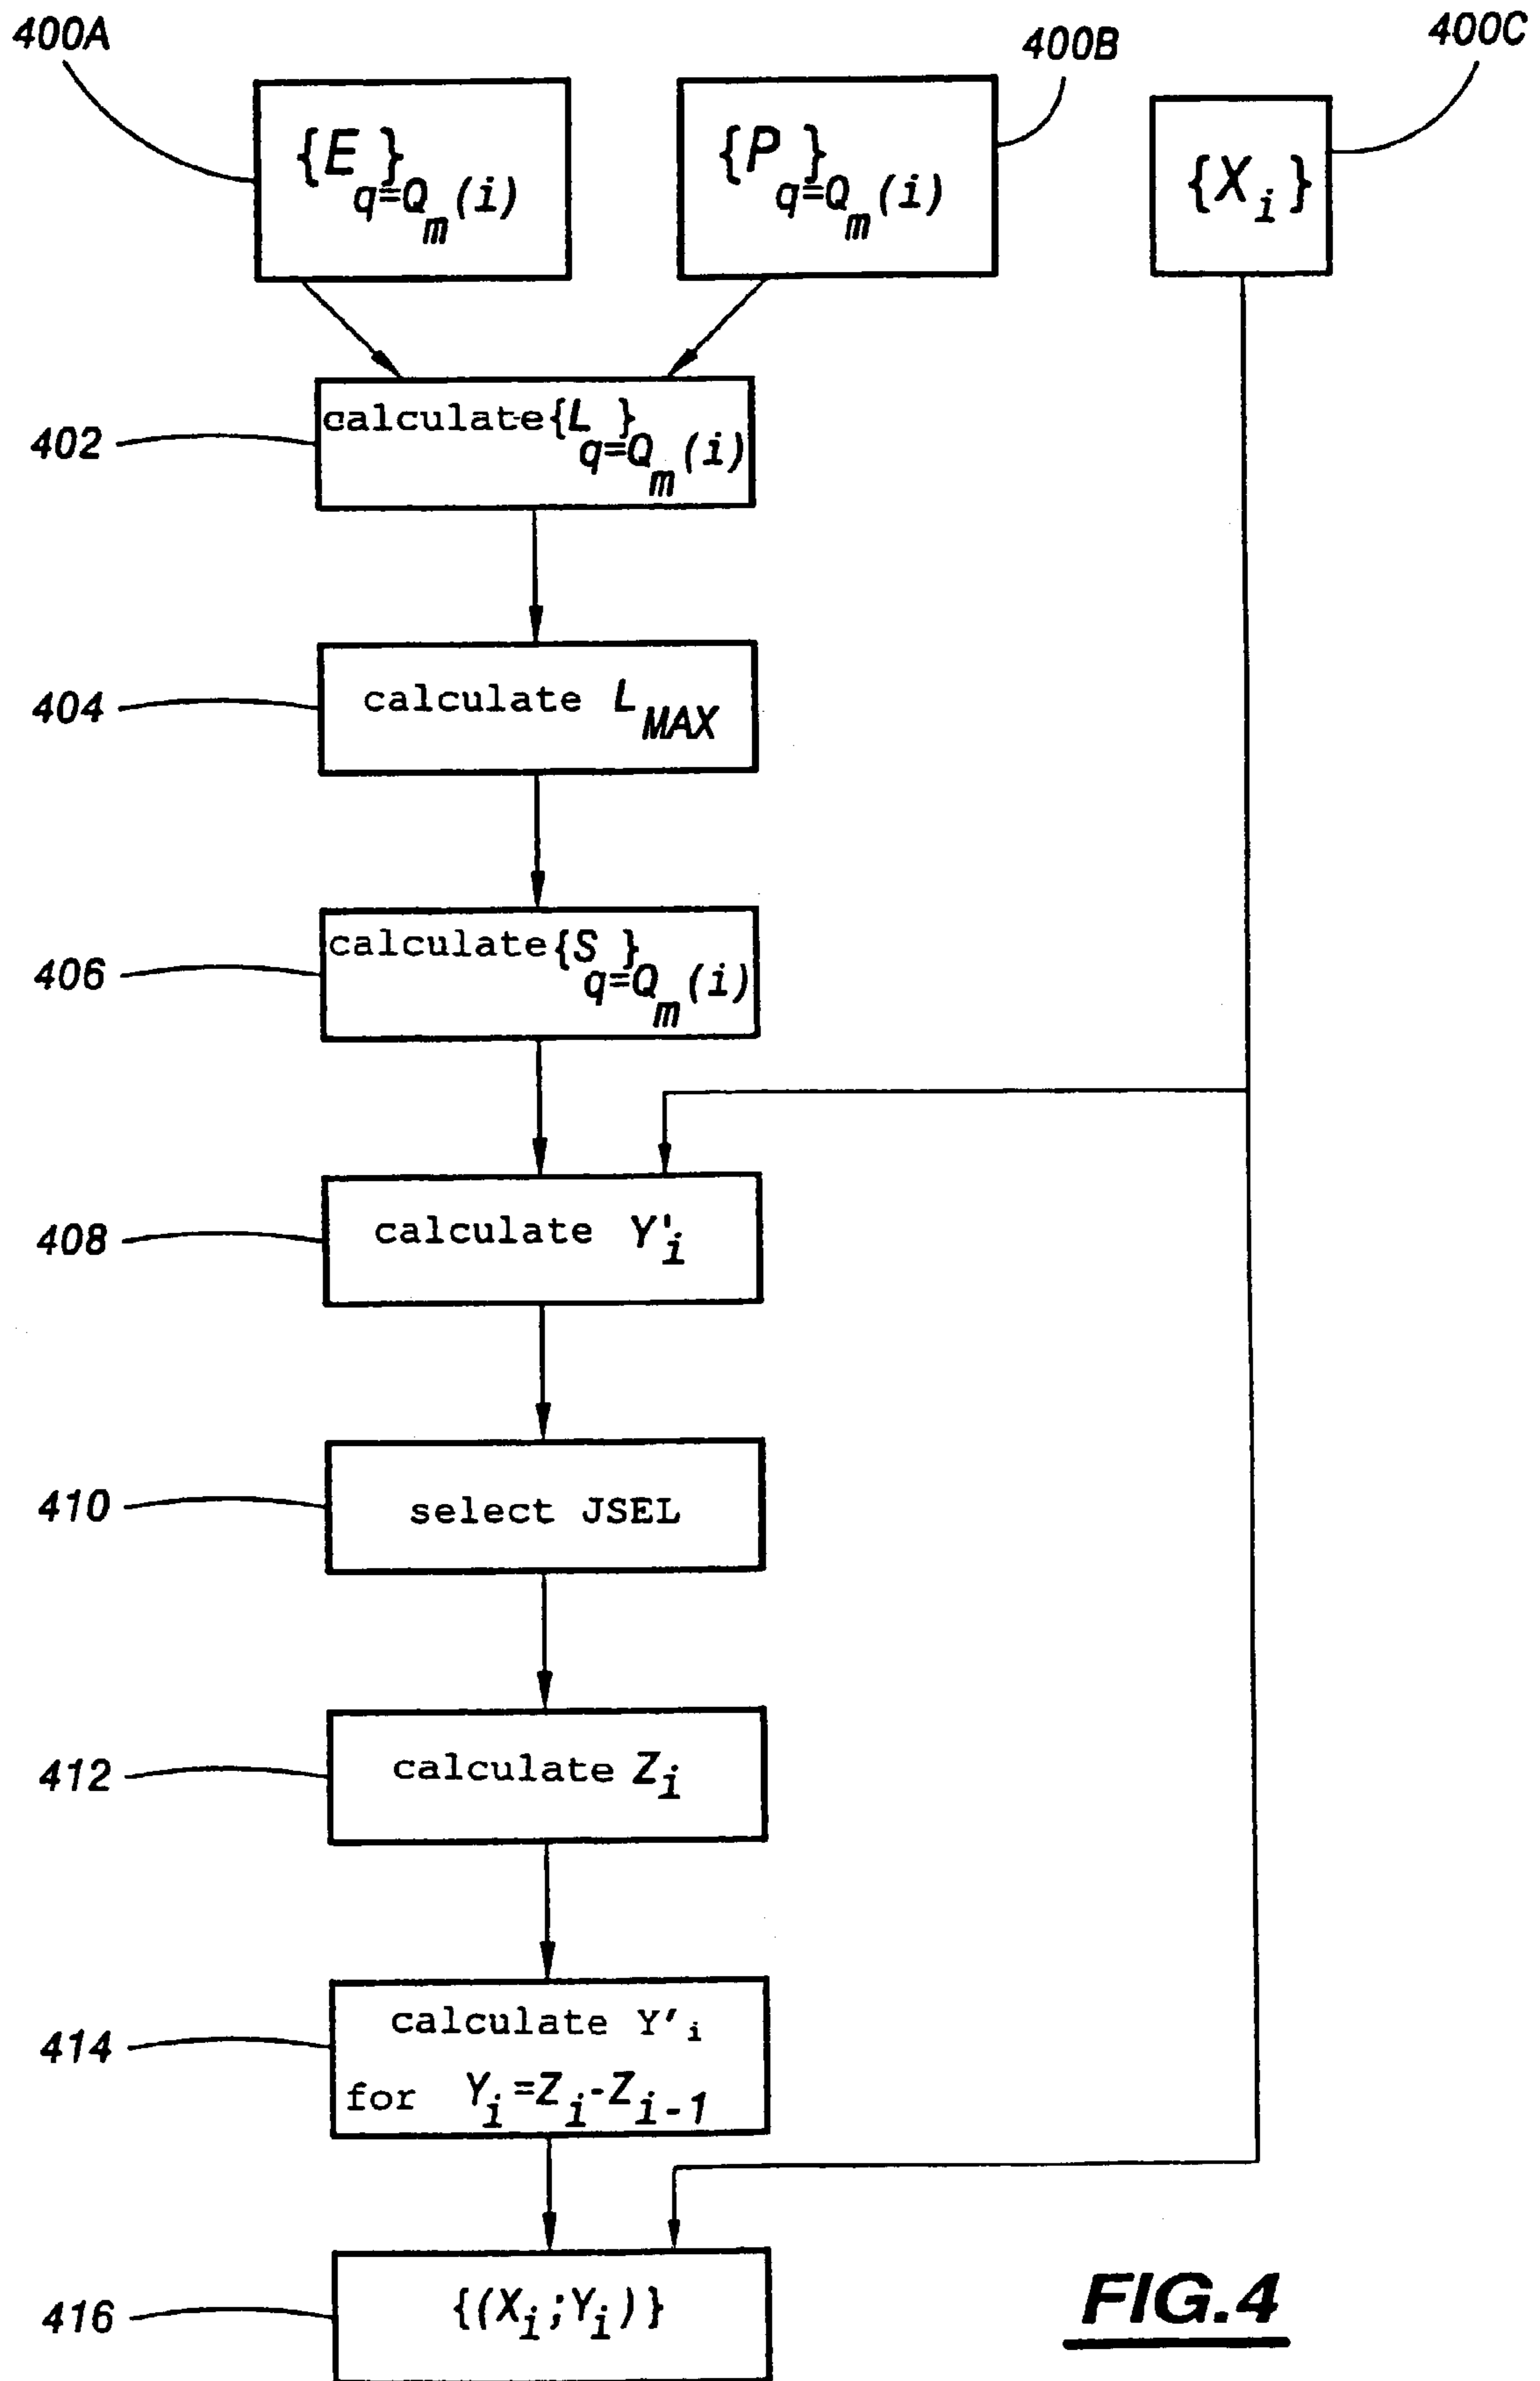 400A
400B
400C
{E }
q=Qm(i)
{P }
q=Qm(i)
{Xi}
402
calculate{L }
q=Qm(i)
404
calculate LMAX
406
calculate{S }
q=Qm(i)
408
calculate Y'i
410
select JSEL
412
calculate Zi
414
calculate Y'i
for Yi=Zi-Zi-1
416
{(Xi;Yi)}
FIG.4